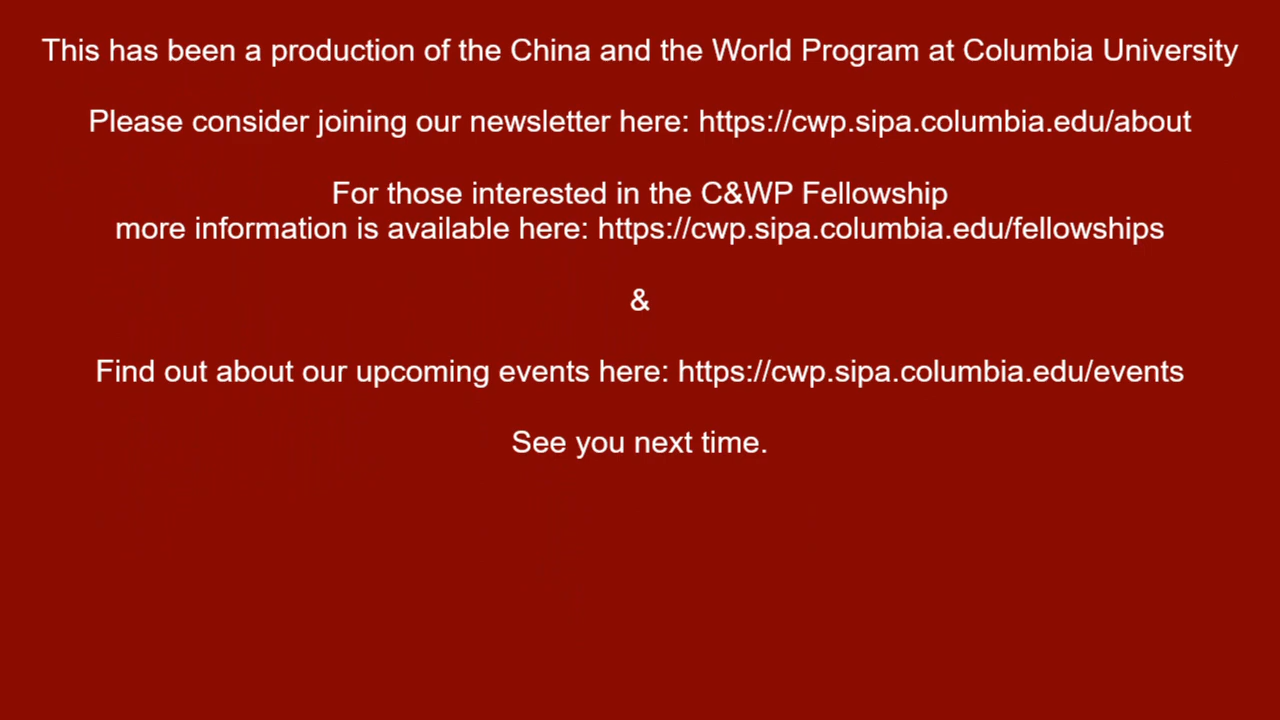 This has been a production of the China and the World Program at Columbia University
Please consider joining our newsletter here: https://cwp.sipa.columbia.edu/about
For those interested in the C&WP Fellowship
more information is available here: https://cwp.sipa.columbia.edu/fellowships
&
Find out about our upcoming events here: https://cwp.sipa.columbia.edu/events
See you next time.